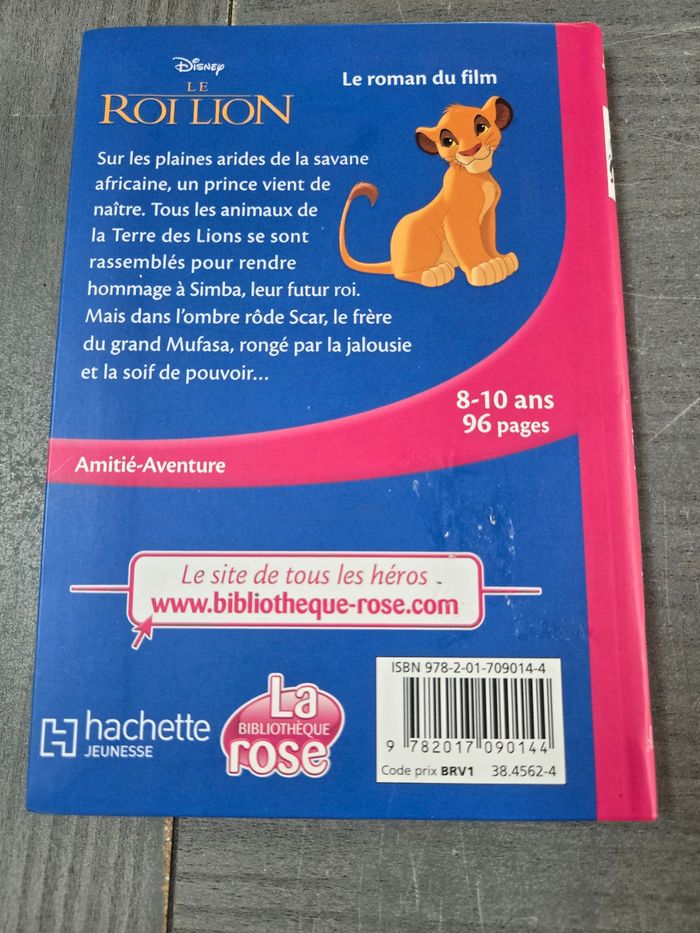 Disney
LE
ROI LION
Le roman du film
Sur les plaines arides de la savane
africaine, un prince vient de
naître. Tous les animaux de
la Terre des Lions se sont
rassemblés pour rendre
hommage à Simba, leur futur roi.
Mais dans l'ombre rôde Scar, le frère
du grand Mufasa, rongé par la jalousie
et la soif de pouvoir...
8-10 ans
96 pages
Amitié-Aventure
Le site de tous les héros
www.bibliotheque-rose.com
hachette
JEUNESSE
La
BIBLIOTHÈQUE
rose
ISBN 978-2-01-709014-4
9 782017 090144
Code prix BRV1 38.4562-4